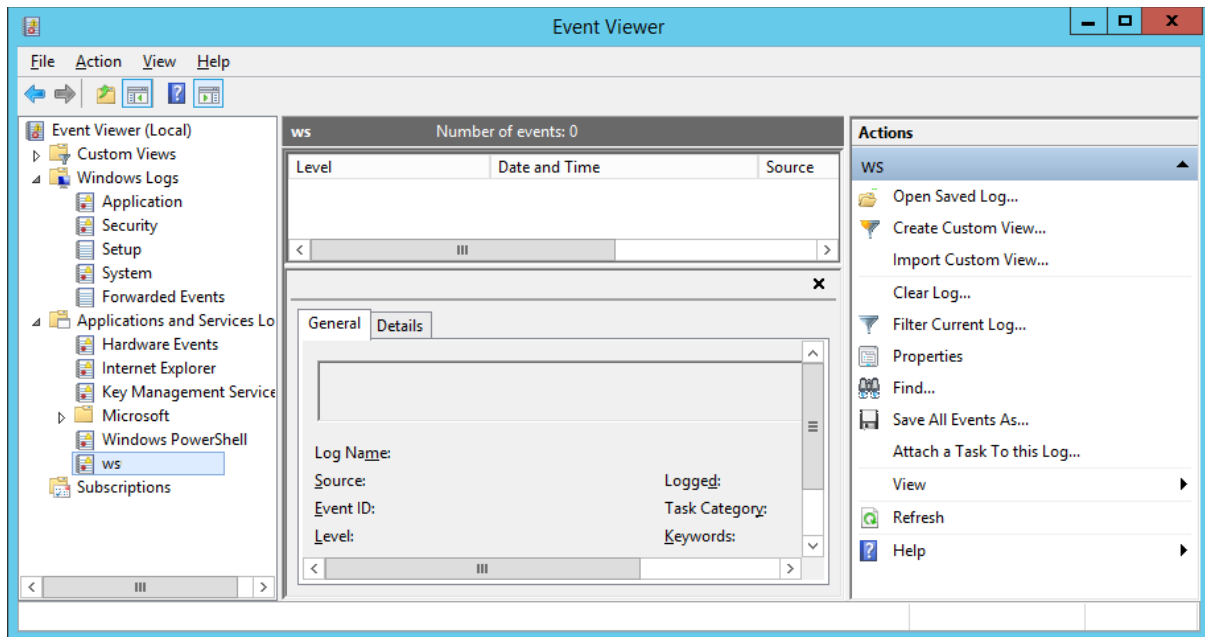 Event Viewer
File Action View Help
Event Viewer (Local)
Custom Views
Windows Logs
Application
Security
Setup
System
Forwarded Events
Applications and Services Lo
Hardware Events
Internet Explorer
Key Management Service
Microsoft
Windows PowerShell
ws
Subscriptions
ws Number of events: 0
Level Date and Time Source
General Details
Log Name:
Source: Logged:
Event ID: Task Category:
Level: Keywords:
Actions
ws
Open Saved Log...
Create Custom View...
Import Custom View...
Clear Log...
Filter Current Log...
Properties
Find...
Save All Events As...
Attach a Task To this Log...
View
Refresh
Help